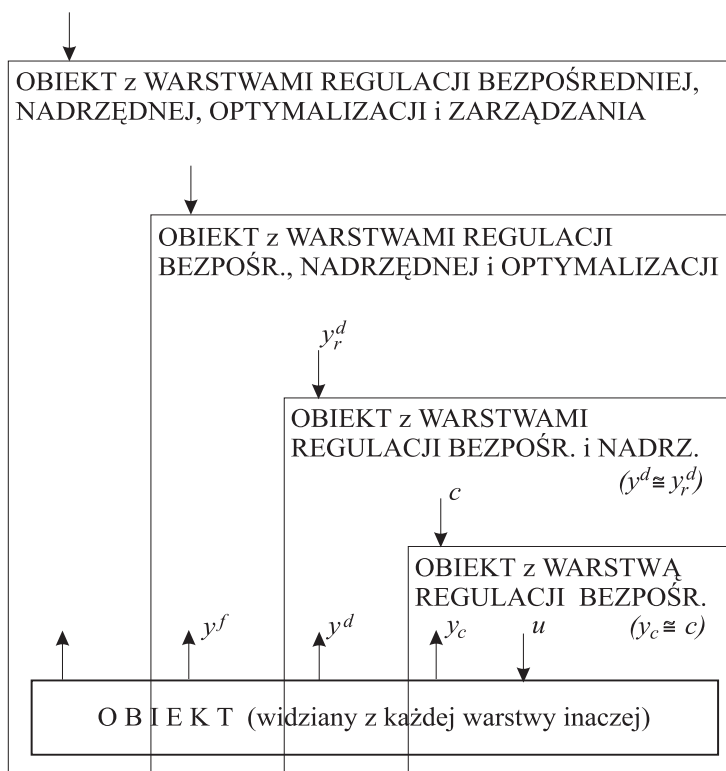 OBIEKT z WARSTWAMI REGULACJI BEZPOŚREDNIEJ,
NADRZĘDNEJ, OPTYMALIZACJI i ZARZĄDZANIA
OBIEKT z WARSTWAMI REGULACJI
BEZPOŚR., NADRZĘDNEJ i OPTYMALIZACJI
y_r^d
OBIEKT z WARSTWAMI
REGULACJI BEZPOŚR. i NADRZ.
(y^d ≅ y_r^d)
c
OBIEKT z WARSTWĄ
REGULACJI BEZPOŚR.
(y_c ≅ c)
y^f y^d y_c u
O B I E K T (widziany z każdej warstwy inaczej)